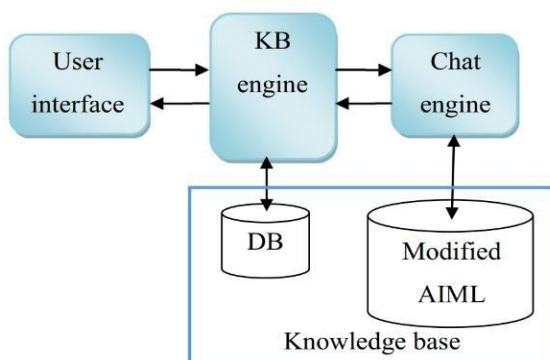 User
interface
KB
engine
Chat
engine
DB
Modified
AIML
Knowledge base